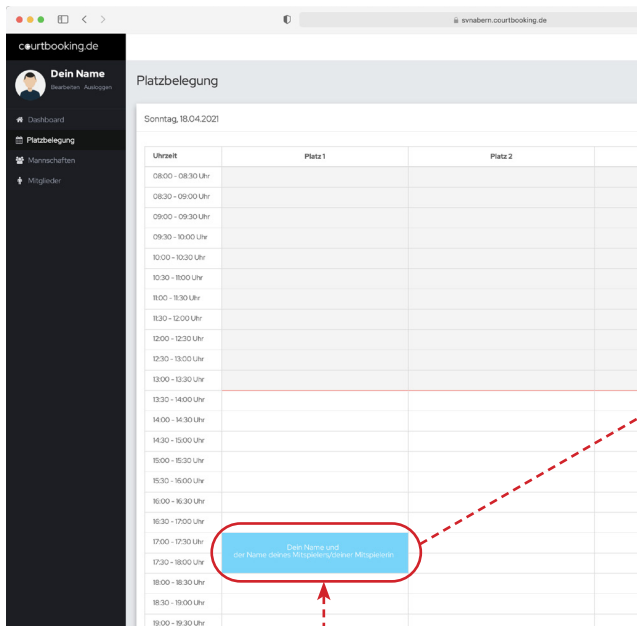 svnabern.courtbooking.de
courtbooking.de
Dein Name
Bearbeiten Ausloggen
Dashboard
Platzbelegung
Mannschaften
Mitglieder
Platzbelegung
Sonntag, 18.04.2021
Uhrzeit Platz 1 Platz 2
08:00 - 08:30 Uhr
08:30 - 09:00 Uhr
09:00 - 09:30 Uhr
09:30 - 10:00 Uhr
10:00 - 10:30 Uhr
10:30 - 11:00 Uhr
11:00 - 11:30 Uhr
11:30 - 12:00 Uhr
12:00 - 12:30 Uhr
12:30 - 13:00 Uhr
13:00 - 13:30 Uhr
13:30 - 14:00 Uhr
14:00 - 14:30 Uhr
14:30 - 15:00 Uhr
15:00 - 15:30 Uhr
15:30 - 16:00 Uhr
16:00 - 16:30 Uhr
16:30 - 17:00 Uhr
17:00 - 17:30 Uhr
Dein Name und
der Name deines Mitspielers/deiner Mitspielerin
17:30 - 18:00 Uhr
18:00 - 18:30 Uhr
18:30 - 19:00 Uhr
19:00 - 19:30 Uhr